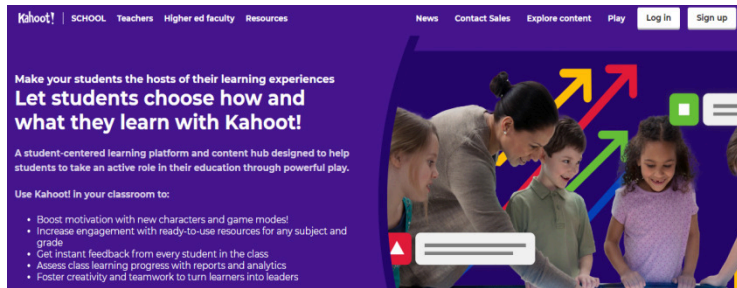 Kahoot! SCHOOL Teachers Higher ed faculty Resources News Contact Sales Explore content Play Log in Sign up
Make your students the hosts of their learning experiences
Let students choose how and
what they learn with Kahoot!
A student-centered learning platform and content hub designed to help
students to take an active role in their education through powerful play.
Use Kahoot! in your classroom to:
• Boost motivation with new characters and game modes!
• Increase engagement with ready-to-use resources for any subject and
grade
• Get instant feedback from every student in the class
• Assess class learning progress with reports and analytics
• Foster creativity and teamwork to turn learners into leaders